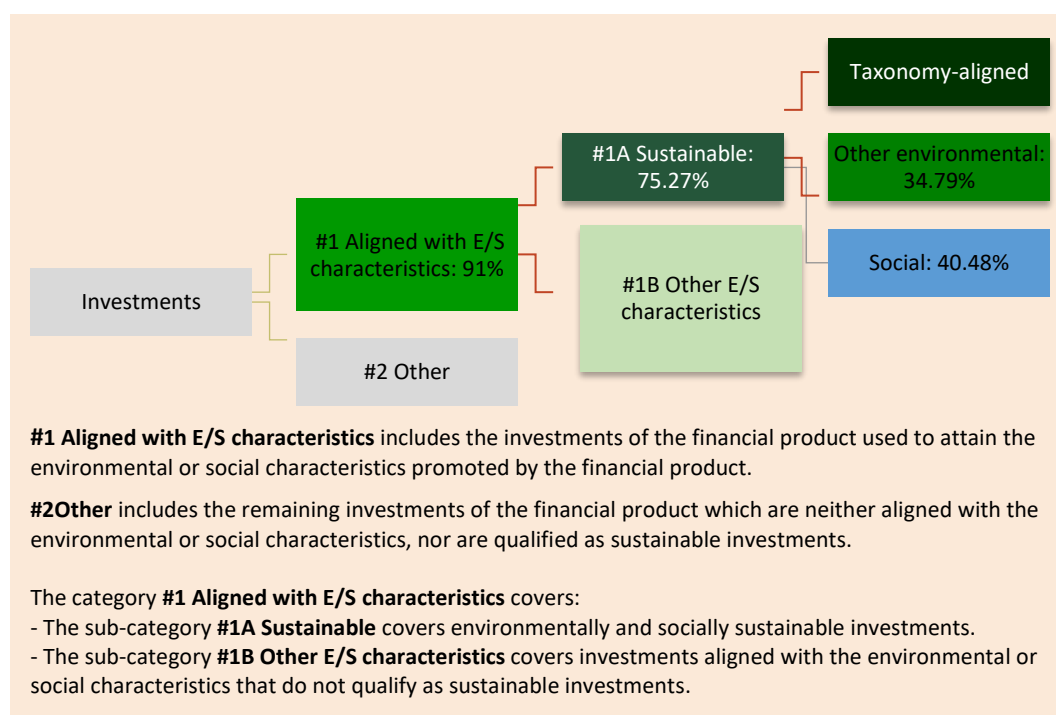 Taxonomy-aligned
#1A Sustainable:
75.27%
Other environmental:
34.79%
#1 Aligned with E/S
characteristics: 91%
Social: 40.48%
#1B Other E/S
characteristics
Investments
#2 Other
#1 Aligned with E/S characteristics includes the investments of the financial product used to attain the
environmental or social characteristics promoted by the financial product.
#2Other includes the remaining investments of the financial product which are neither aligned with the
environmental or social characteristics, nor are qualified as sustainable investments.
The category #1 Aligned with E/S characteristics covers:
- The sub-category #1A Sustainable covers environmentally and socially sustainable investments.
- The sub-category #1B Other E/S characteristics covers investments aligned with the environmental or
social characteristics that do not qualify as sustainable investments.